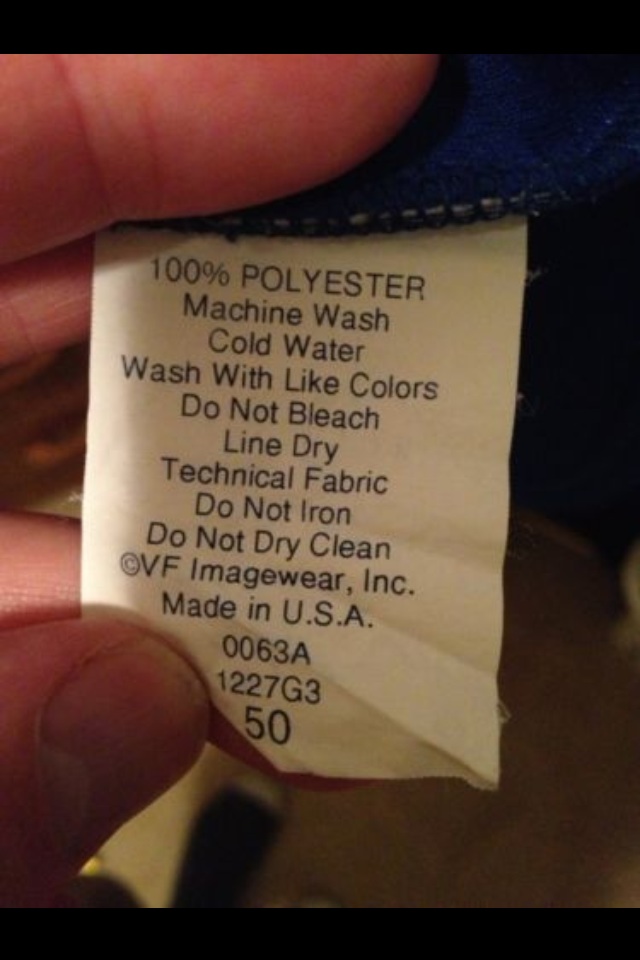 100% POLYESTER
Machine Wash
Cold Water
Wash With Like Colors
Do Not Bleach
Line Dry
Technical Fabric
Do Not Iron
Do Not Dry Clean
©VF Imagewear, Inc.
Made in U.S.A.
0063A
1227G3
50